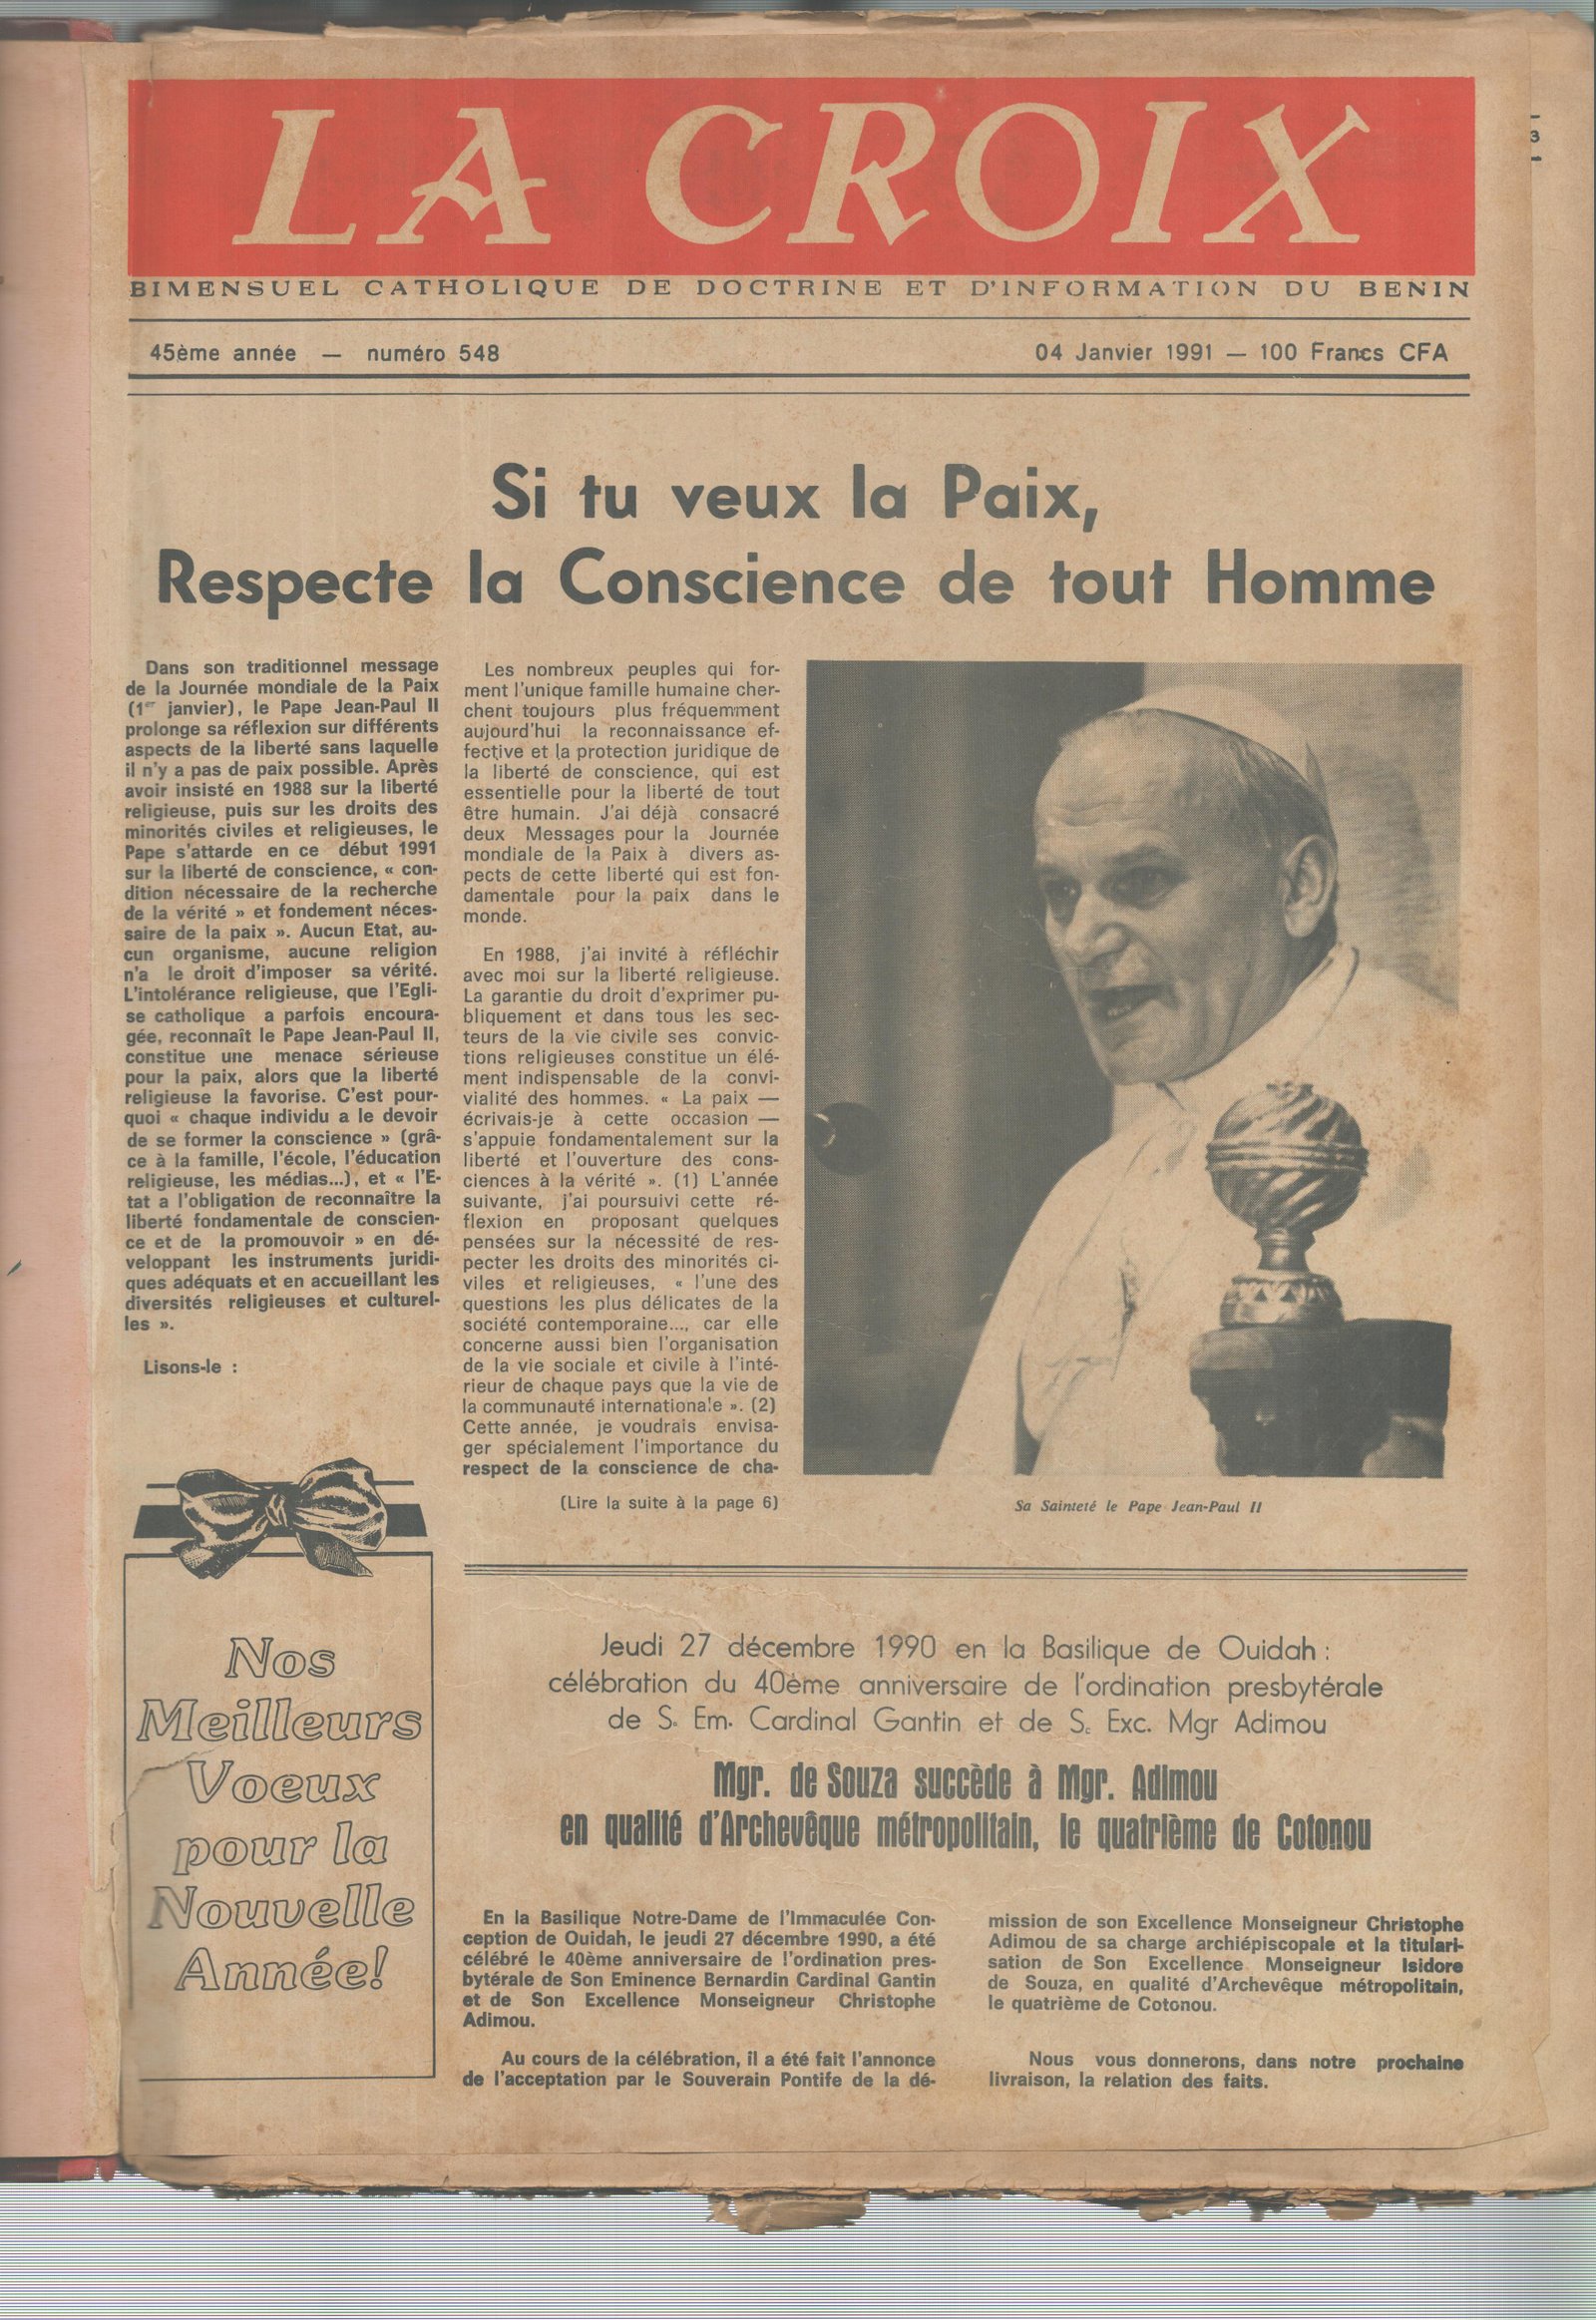 LA CROIX
BIMENSUEL CATHOLIQUE DE DOCTRINE ET D'INFORMATION DU BENIN
45ème année — numéro 548
04 Janvier 1991 — 100 Francs CFA
3
Si tu veux la Paix,
Respecte la Conscience de tout Homme
Dans son traditionnel message
de la Journée mondiale de la Paix
(1er janvier), le Pape Jean-Paul II
prolonge sa réflexion sur différents
aspects de la liberté sans laquelle
il n'y a pas de paix possible. Après
avoir insisté en 1988 sur la liberté
religieuse, puis sur les droits des
minorités civiles et religieuses, le
Pape s'attarde en ce début 1991
sur la liberté de conscience, « con-
dition nécessaire de la recherche
de la vérité » et fondement néces-
saire de la paix ». Aucun Etat, au-
cun organisme, aucune religion
n'a le droit d'imposer sa vérité.
L'intolérance religieuse, que l'Egli-
se catholique a parfois encoura-
gée, reconnaît le Pape Jean-Paul II,
constitue une menace sérieuse
pour la paix, alors que la liberté
religieuse la favorise. C'est pour-
quoi « chaque individu a le devoir
de se former la conscience » (grâ-
ce à la famille, l'école, l'éducation
religieuse, les médias...), et « l'E-
tat a l'obligation de reconnaître la
liberté fondamentale de conscien-
ce et de la promouvoir » en dé-
veloppant les instruments juridi-
ques adéquats et en accueillant les
diversités religieuses et culturel-
les ».
Lisons-le :
Les nombreux peuples qui for-
ment l'unique famille humaine cher-
chent toujours plus fréquemment
aujourd'hui la reconnaissance ef-
fective et la protection juridique de
la liberté de conscience, qui est
essentielle pour la liberté de tout
être humain. J'ai déjà consacré
deux Messages pour la Journée
mondiale de la Paix à divers as-
pects de cette liberté qui est fon-
damentale pour la paix dans le
monde.
En 1988, j'ai invité à réfléchir
avec moi sur la liberté religieuse.
La garantie du droit d'exprimer pu-
bliquement et dans tous les sec-
teurs de la vie civile ses convic-
tions religieuses constitue un élé-
ment indispensable de la convi-
vialité des hommes. « La paix —
écrivais-je à cette occasion —
s'appuie fondamentalement sur la
liberté et l'ouverture des cons-
ciences à la vérité ». (1) L'année
suivante, j'ai poursuivi cette ré-
flexion en proposant quelques
pensées sur la nécessité de res-
pecter les droits des minorités ci-
viles et religieuses, « l'une des
questions les plus délicates de la
société contemporaine..., car elle
concerne aussi bien l'organisation
de la vie sociale et civile à l'inté-
rieur de chaque pays que la vie de
la communauté internationale ». (2)
Cette année, je voudrais envisa-
ger spécialement l'importance du
respect de la conscience de cha-
(Lire la suite à la page 6)
Sa Sainteté le Pape Jean-Paul II
Nos
Meilleurs
Voeux
pour la
Nouvelle
Année!
Jeudi 27 décembre 1990 en la Basilique de Ouidah :
célébration du 40ème anniversaire de l'ordination presbytérale
de S. Em. Cardinal Gantin et de S. Exc. Mgr Adimou
Mgr. de Souza succède à Mgr. Adimou
en qualité d'Archevêque métropolitain, le quatrième de Cotonou
En la Basilique Notre-Dame de l'Immaculée Con-
ception de Ouidah, le jeudi 27 décembre 1990, a été
célébré le 40ème anniversaire de l'ordination pres-
bytérale de Son Eminence Bernardin Cardinal Gantin
et de Son Excellence Monseigneur Christophe
Adimou.
Au cours de la célébration, il a été fait l'annonce
de l'acceptation par le Souverain Pontife de la dé-
mission de son Excellence Monseigneur Christophe
Adimou de sa charge archiépiscopale et la titulari-
sation de Son Excellence Monseigneur Isidore
de Souza, en qualité d'Archevêque métropolitain,
le quatrième de Cotonou.
Nous vous donnerons, dans notre prochaine
livraison, la relation des faits.